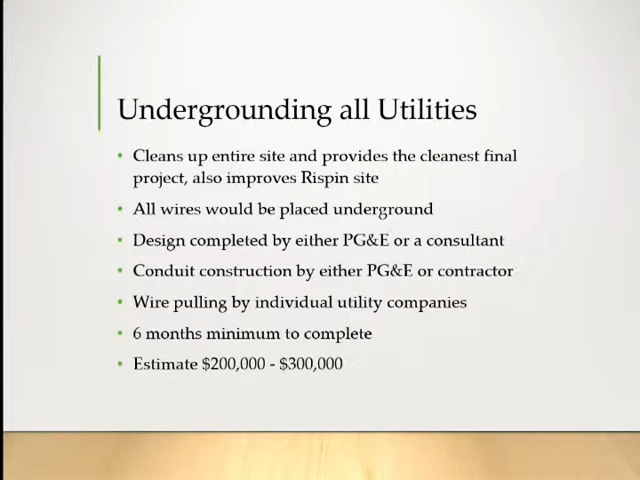 Undergrounding all Utilities
• Cleans up entire site and provides the cleanest final
project, also improves Rispin site
• All wires would be placed underground
• Design completed by either PG&E or a consultant
• Conduit construction by either PG&E or contractor
• Wire pulling by individual utility companies
• 6 months minimum to complete
• Estimate $200,000 - $300,000